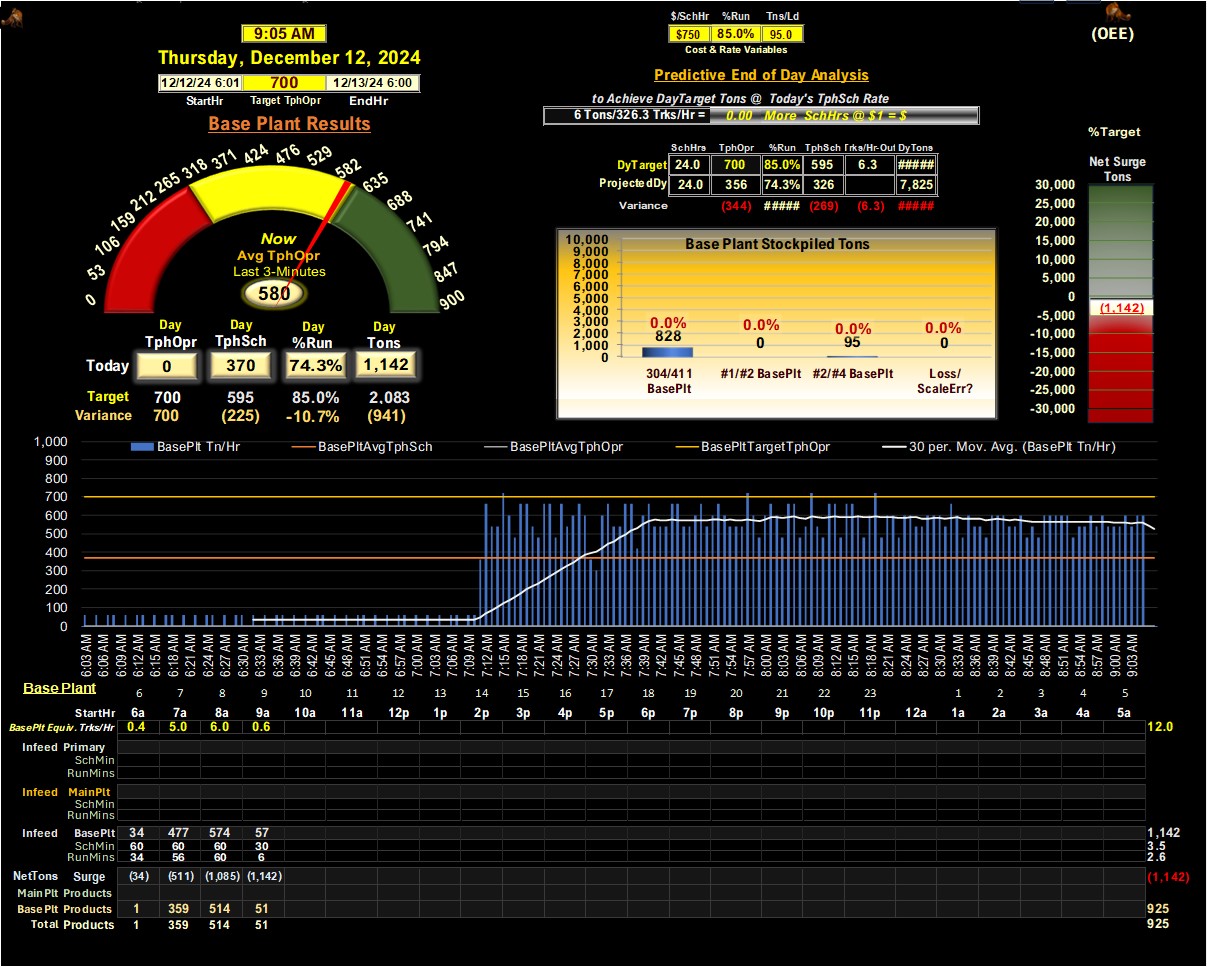 9:05 AM
Thursday, December 12, 2024
12/12/24 6:01 700 12/13/24 6:00
StartHr Target TphOpr EndHr
Base Plant Results
$/SchHr %Run Tns/Ld
$750 85.0% 95.0
Cost & Rate Variables
Predictive End of Day Analysis
to Achieve DayTarget Tons @ Today's TphSch Rate
6 Tons/326.3 Trks/Hr = 0.00 More SchHrs @ $1 = $
(OEE)
SchHrs TphOpr %Run TphSch Trks/Hr-Out DyTons
DyTarget 24.0 700 85.0% 595 6.3 #####
ProjectedDy 24.0 356 74.3% 326 7,825
Variance (344) ##### (269) (6.3) #####
0 53 106 159 212 265 318 371 424 476 529 582 635 688 741 794 847 900
Now
Avg TphOpr
Last 3-Minutes
580
Day Day Day Day
TphOpr TphSch %Run Tons
Today 0 370 74.3% 1,142
Target 700 595 85.0% 2,083
Variance 700 (225) -10.7% (941)
Base Plant Stockpiled Tons
10,000
9,000
8,000
7,000
6,000
5,000
4,000
3,000
2,000
1,000
0
0.0% 0.0% 0.0% 0.0%
828 0 95 0
304/411 #1/#2 BasePlt #2/#4 BasePlt Loss/
BasePlt ScaleErr?
%Target
Net Surge
Tons
30,000
25,000
20,000
15,000
10,000
5,000
0
(1,142)
-5,000
-10,000
-15,000
-20,000
-25,000
-30,000
BasePlt Tn/Hr BasePltAvgTphSch BasePltAvgTphOpr BasePltTargetTphOpr 30 per. Mov. Avg. (BasePlt Tn/Hr)
1,000
900
800
700
600
500
400
300
200
100
0
6:03 AM 6:06 AM 6:09 AM 6:12 AM 6:15 AM 6:18 AM 6:21 AM 6:24 AM 6:27 AM 6:30 AM 6:33 AM 6:36 AM 6:39 AM 6:42 AM 6:45 AM 6:48 AM 6:51 AM 6:54 AM 6:57 AM 7:00 AM 7:03 AM 7:06 AM 7:09 AM 7:12 AM 7:15 AM 7:18 AM 7:21 AM 7:24 AM 7:27 AM 7:30 AM 7:33 AM 7:36 AM 7:39 AM 7:42 AM 7:45 AM 7:48 AM 7:51 AM 7:54 AM 7:57 AM 8:00 AM 8:03 AM 8:06 AM 8:09 AM 8:12 AM 8:15 AM 8:18 AM 8:21 AM 8:24 AM 8:27 AM 8:30 AM 8:33 AM 8:36 AM 8:39 AM 8:42 AM 8:45 AM 8:48 AM 8:51 AM 8:54 AM 8:57 AM 9:00 AM 9:03 AM
Base Plant 6 7 8 9 10 11 12 13 14 15 16 17 18 19 20 21 22 23 1 2 3 4 5
StartHr 6a 7a 8a 9a 10a 11a 12p 1p 2p 3p 4p 5p 6p 7p 8p 9p 10p 11p 12a 1a 2a 3a 4a 5a
BasePlt Equiv. Trks/Hr 0.4 5.0 6.0 0.6 12.0
Infeed Primary
SchMin
RunMins
Infeed MainPlt
SchMin
RunMins
Infeed BasePlt 34 477 574 57 1,142
SchMin 60 60 60 30 3.5
RunMins 34 56 60 6 2.6
NetTons Surge (34) (511) (1,085) (1,142) (1,142)
MainPlt Products
BasePlt Products 1 359 514 51 925
Total Products 1 359 514 51 925